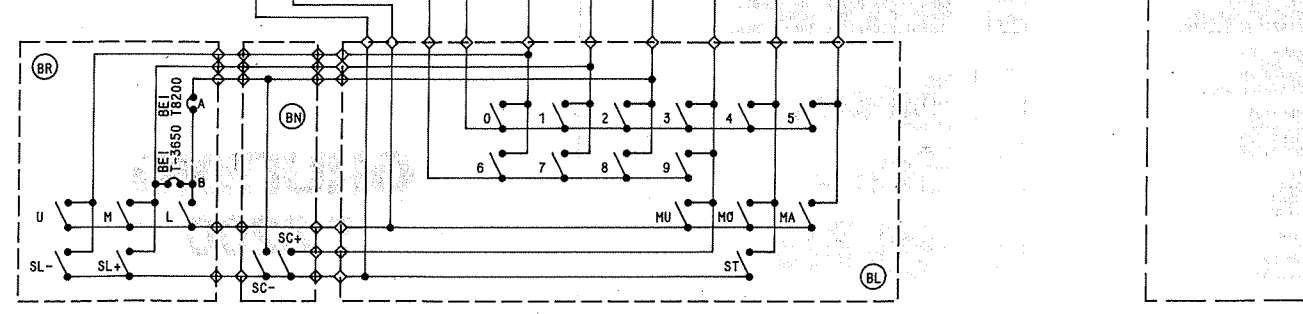 BR
BEI T8200
A
BN
BEI T-3650
B
0 1 2 3 4 5
6 7 8 9
U M L MU MO MA
SC+
SL- SL+ ST
SC-
BL